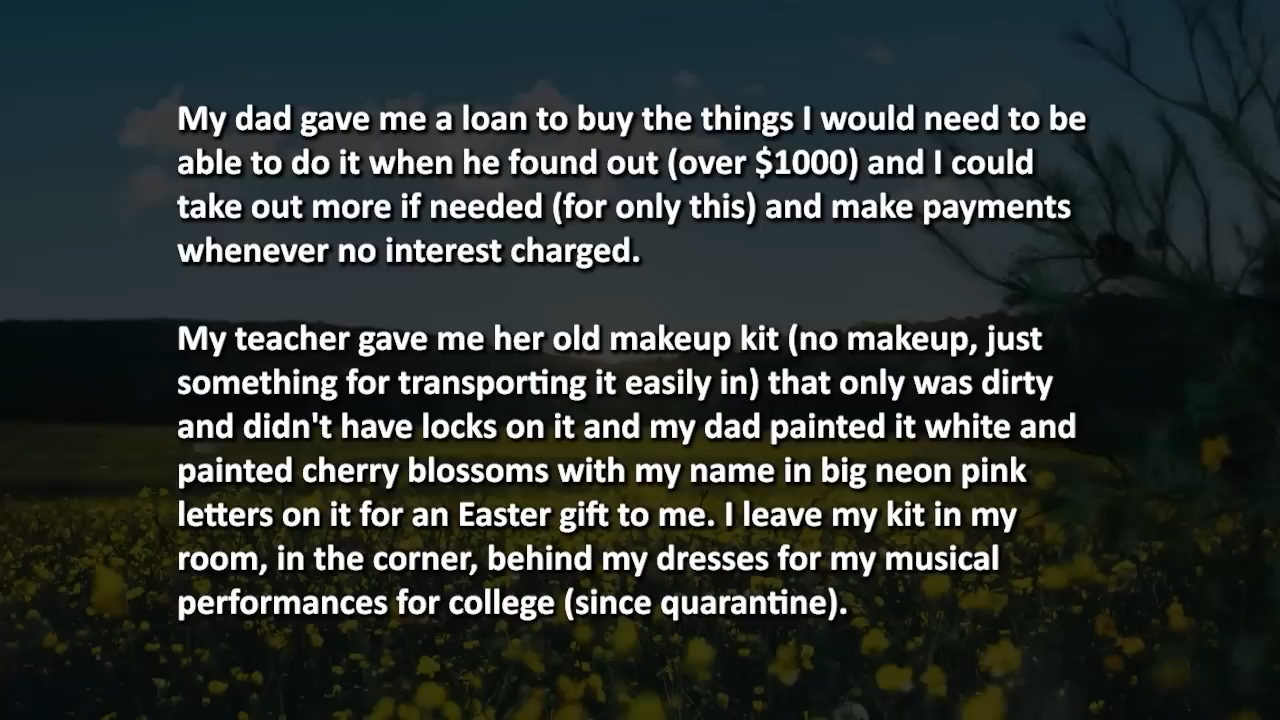 My dad gave me a loan to buy the things I would need to be
able to do it when he found out (over $1000) and I could
take out more if needed (for only this) and make payments
whenever no interest charged.
My teacher gave me her old makeup kit (no makeup, just
something for transporting it easily in) that only was dirty
and didn't have locks on it and my dad painted it white and
painted cherry blossoms with my name in big neon pink
letters on it for an Easter gift to me. I leave my kit in my
room, in the corner, behind my dresses for my musical
performances for college (since quarantine).